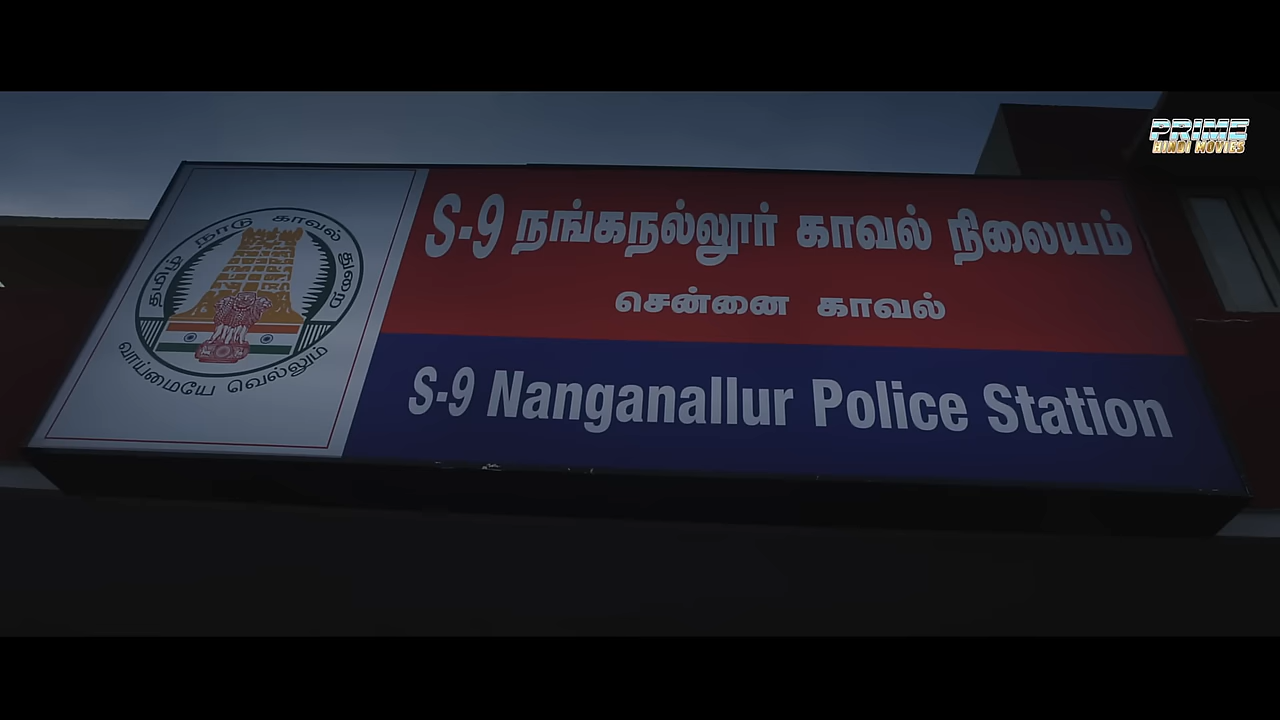 தமிழ் நாடு காவல் துறை
வாய்மையே வெல்லும்
S-9 நங்கநல்லூர் காவல் நிலையம்
சென்னை காவல்
S-9 Nanganallur Police Station
PRIME
HINDI MOVIES